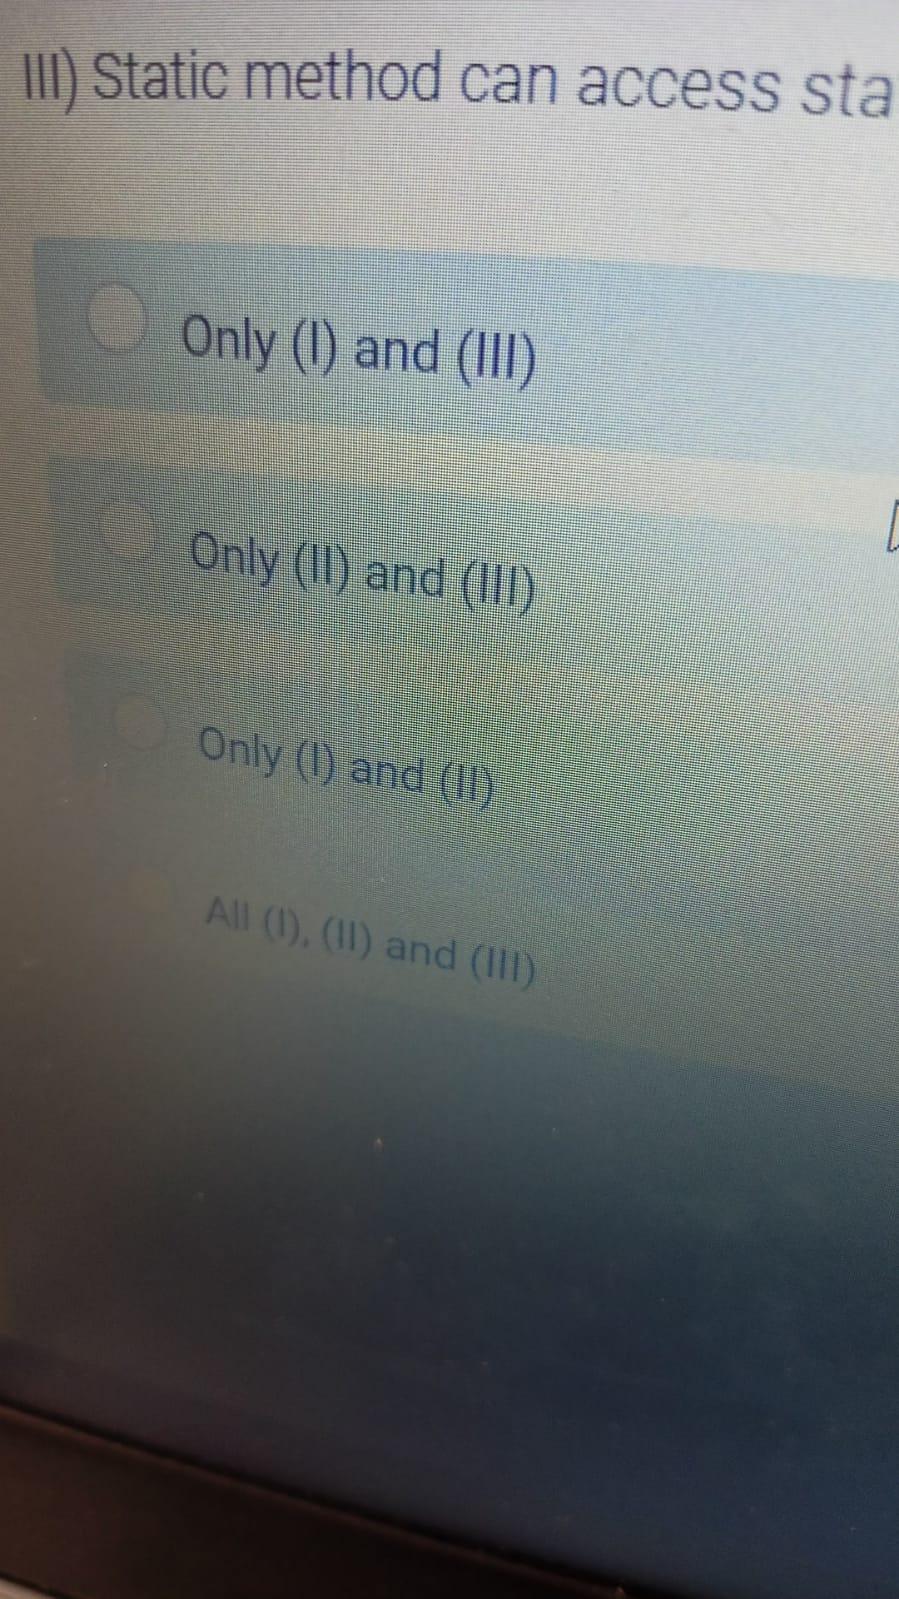 III) Static method can access sta
Only (I) and (III)
Only (II) and (III)
Only (I) and (II)
All (I), (II) and (III)